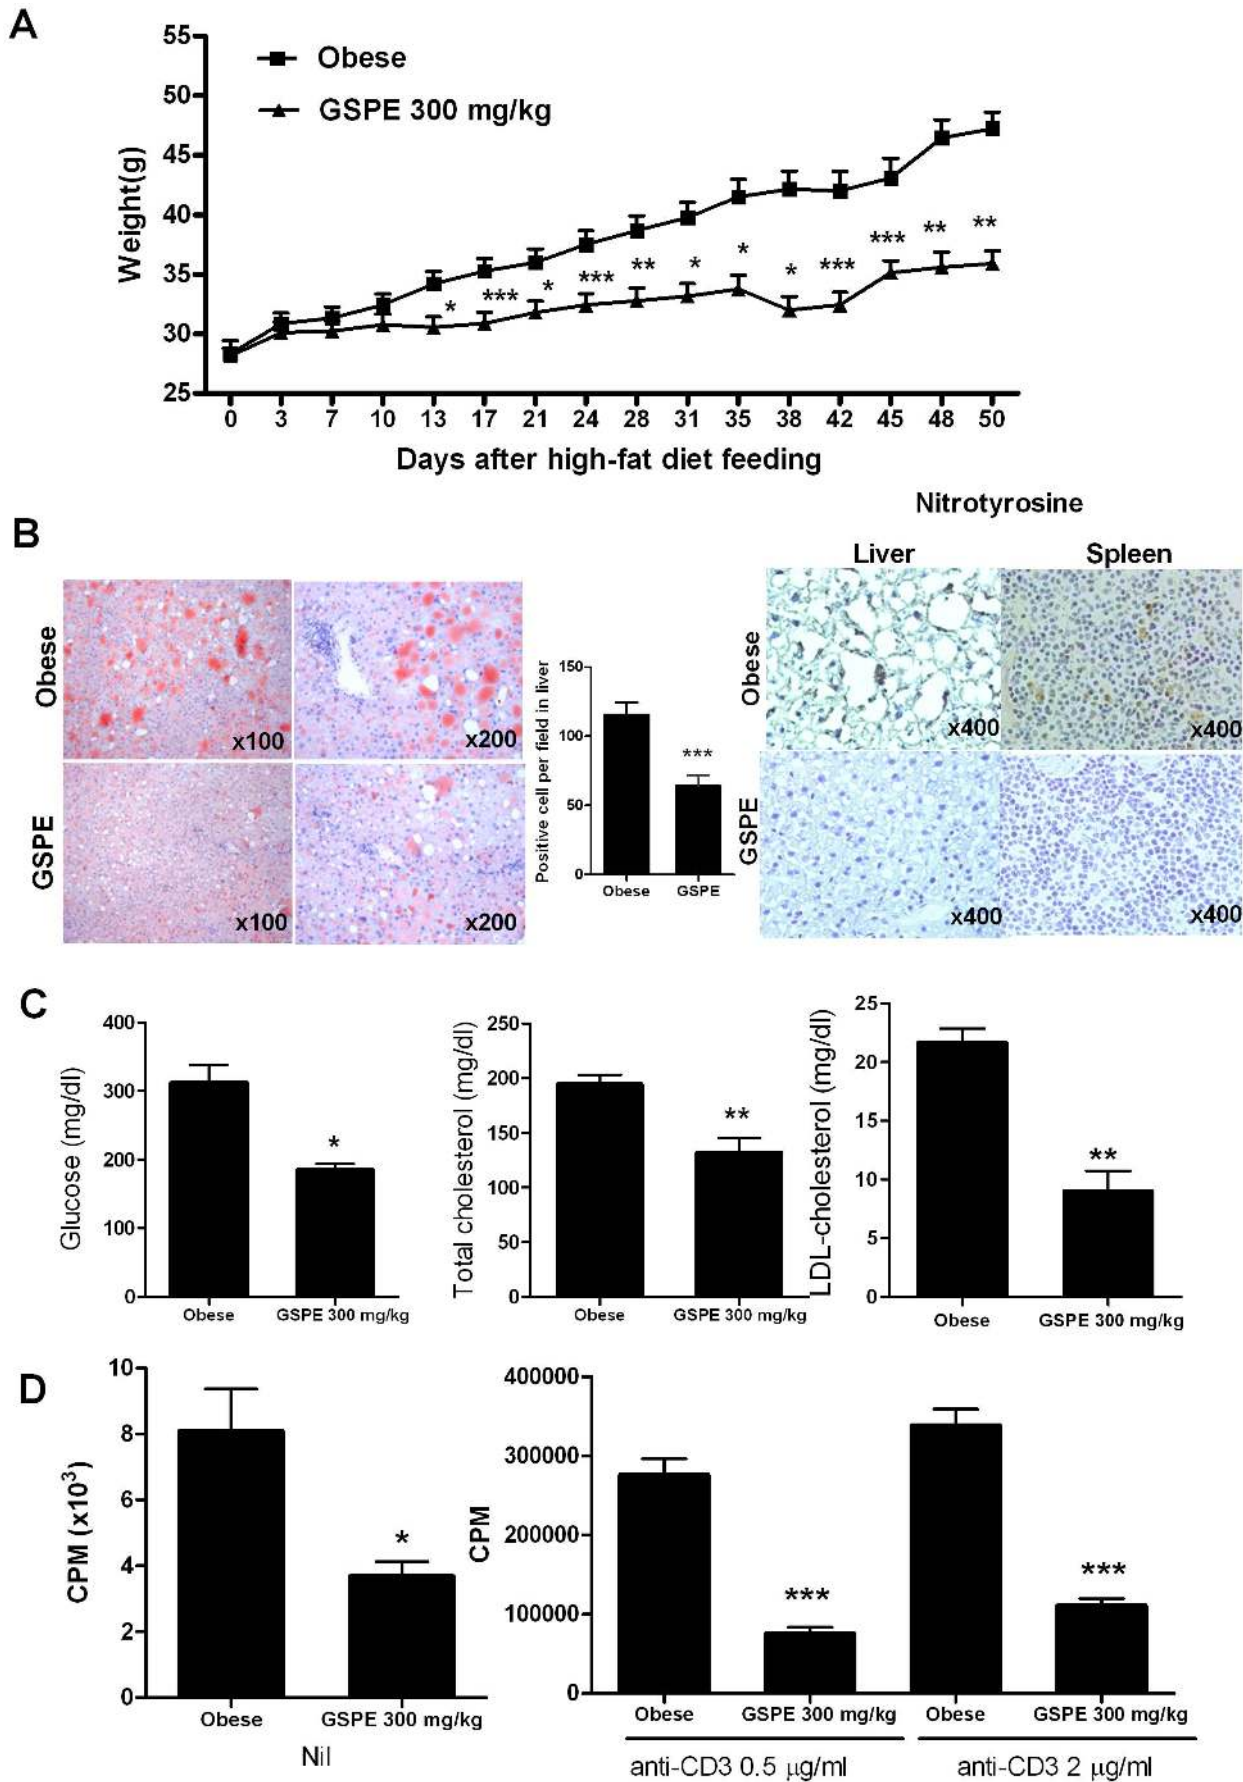 A
55
50
45
40
35
30
25
Weight(g)
Obese
GSPE 300 mg/kg
* *** * *** ** * * * *** *** ** **
0 3 7 10 13 17 21 24 28 31 35 38 42 45 48 50
Days after high-fat diet feeding
B
Nitrotyrosine
Liver Spleen
Obese
x100
x200
GSPE
x100
x200
Positive cell per field in liver
150
100
50
0
***
Obese GSPE
Obese
x400
x400
GSPE
x400
x400
C
Glucose (mg/dl)
400
300
200
100
0
*
Obese GSPE 300 mg/kg
Total cholesterol (mg/dl)
250
200
150
100
50
0
**
Obese GSPE 300 mg/kg
LDL-cholesterol (mg/dl)
25
20
15
10
5
0
**
Obese GSPE 300 mg/kg
D
CPM (x10³)
10
8
6
4
2
0
*
Obese GSPE 300 mg/kg
Nil
CPM
400000
300000
200000
100000
0
***
***
Obese GSPE 300 mg/kg Obese GSPE 300 mg/kg
anti-CD3 0.5 µg/ml anti-CD3 2 µg/ml